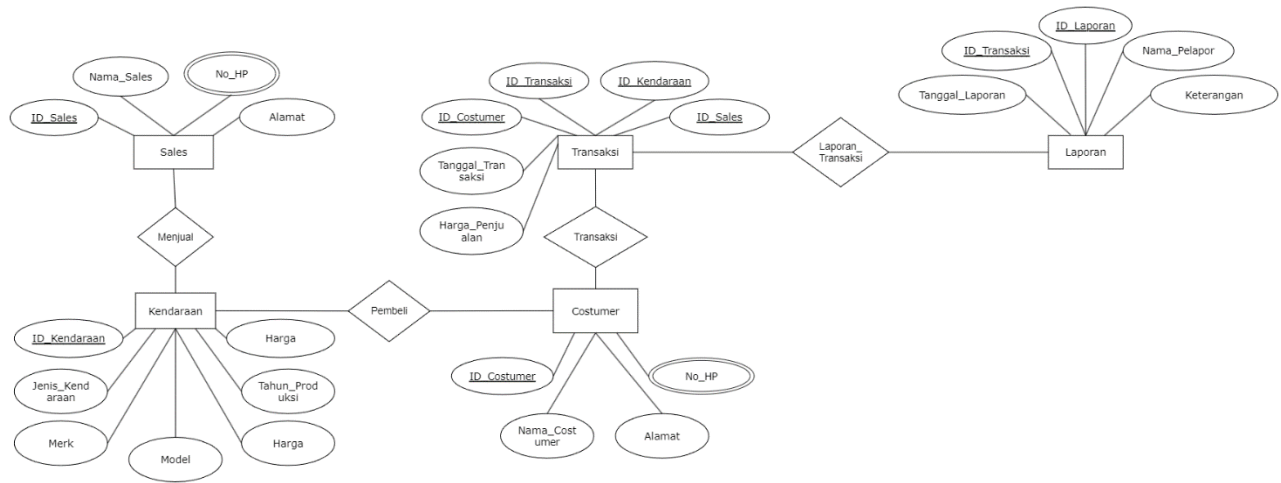 Nama_Sales
No_HP
ID_Sales
Alamat
Sales
Menjual
Kendaraan
ID_Kendaraan
Harga
Jenis_Kend
araan
Tahun_Prod
uksi
Merk
Harga
Model
Pembeli
ID_Transaksi
ID_Kendaraan
ID_Costumer
ID_Sales
Transaksi
Tanggal_Tran
saksi
Harga_Penju
alan
Transaksi
Costumer
ID_Costumer
No_HP
Nama_Cost
umer
Alamat
Laporan_
Transaksi
ID_Laporan
ID_Transaksi
Nama_Pelapor
Tanggal_Laporan
Keterangan
Laporan